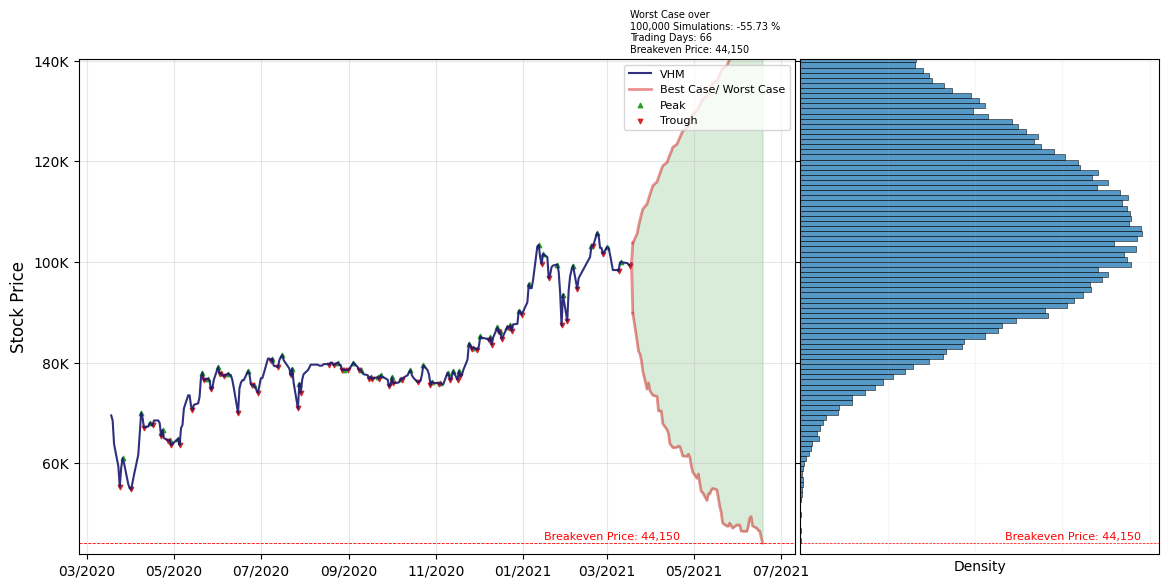 Worst Case over
100,000 Simulations: -55.73 %
Trading Days: 66
Breakeven Price: 44,150
VHM
Best Case/ Worst Case
Peak
Trough
140K
120K
100K
80K
60K
Stock Price
Breakeven Price: 44,150
Breakeven Price: 44,150
03/2020 05/2020 07/2020 09/2020 11/2020 01/2021 03/2021 05/2021 07/2021
Density